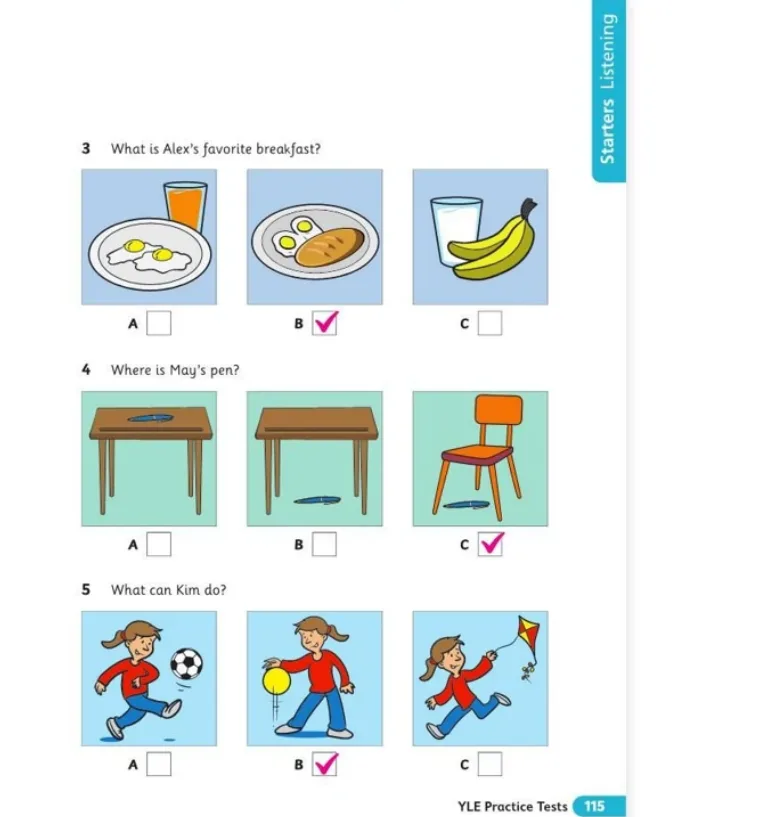 Starters Listening
3 What is Alex's favorite breakfast?
A B C
4 Where is May's pen?
A B C
5 What can Kim do?
A B C
YLE Practice Tests 115